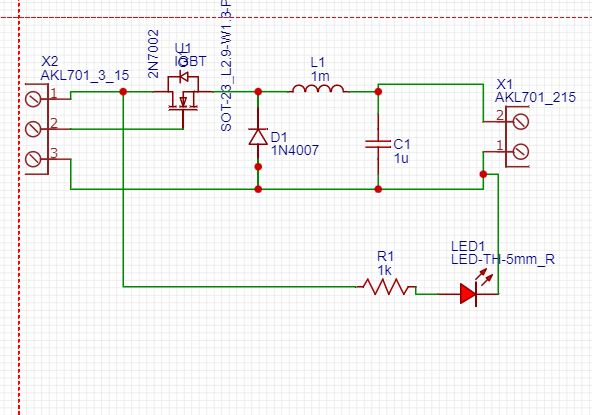 X2
AKL701_3_15
1
2
3
2N7002
U1
IGBT
SOT-23_L2.9-W1.3-P
L1
1m
D1
1N4007
C1
1u
X1
AKL701_215
2
1
R1
1k
LED1
LED-TH-5mm_R